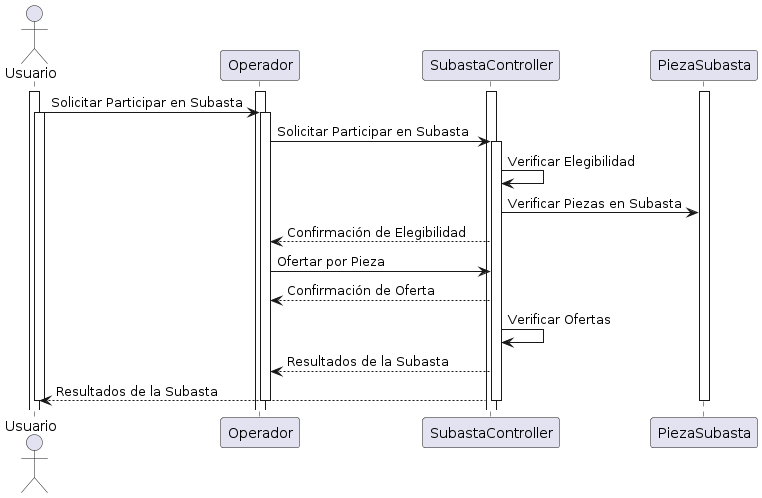 Usuario
Operador
SubastaController
PiezaSubasta
Solicitar Participar en Subasta
Solicitar Participar en Subasta
Verificar Elegibilidad
Verificar Piezas en Subasta
Confirmación de Elegibilidad
Ofertar por Pieza
Confirmación de Oferta
Verificar Ofertas
Resultados de la Subasta
Resultados de la Subasta
Usuario
Operador
SubastaController
PiezaSubasta